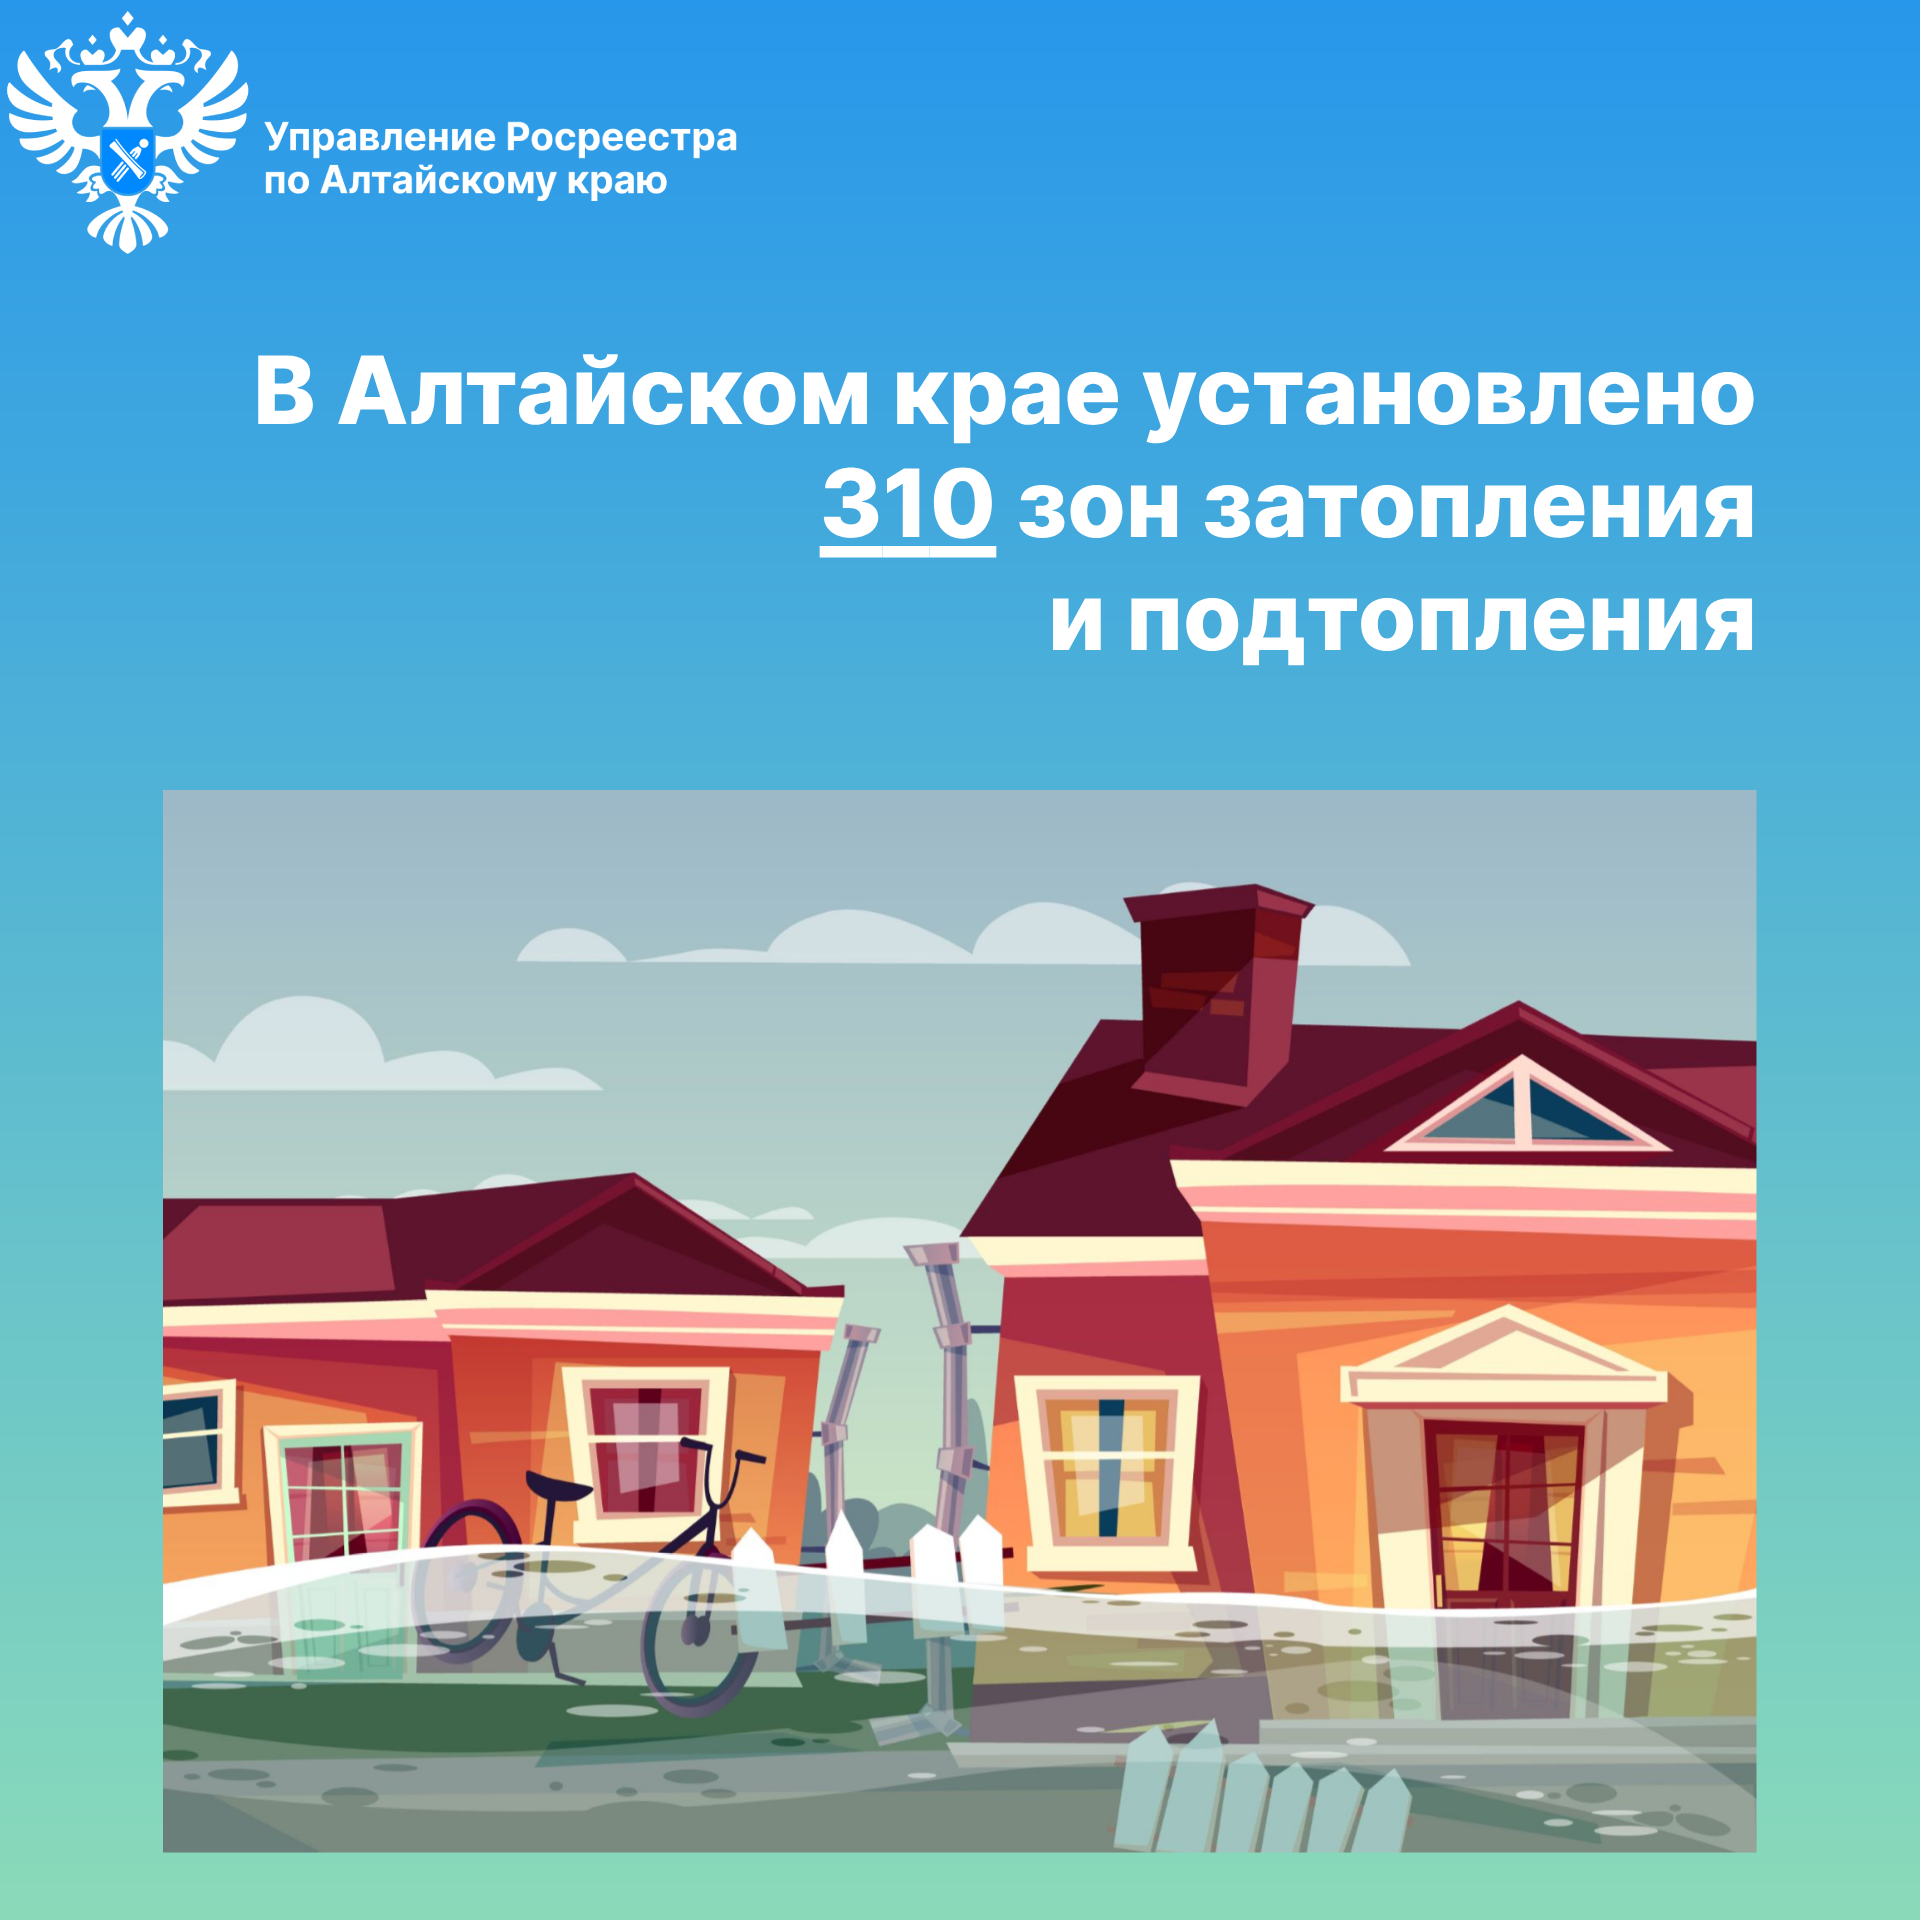 Управление Росреестра
по Алтайскому краю
В Алтайском крае установлено
310 зон затопления
и подтопления